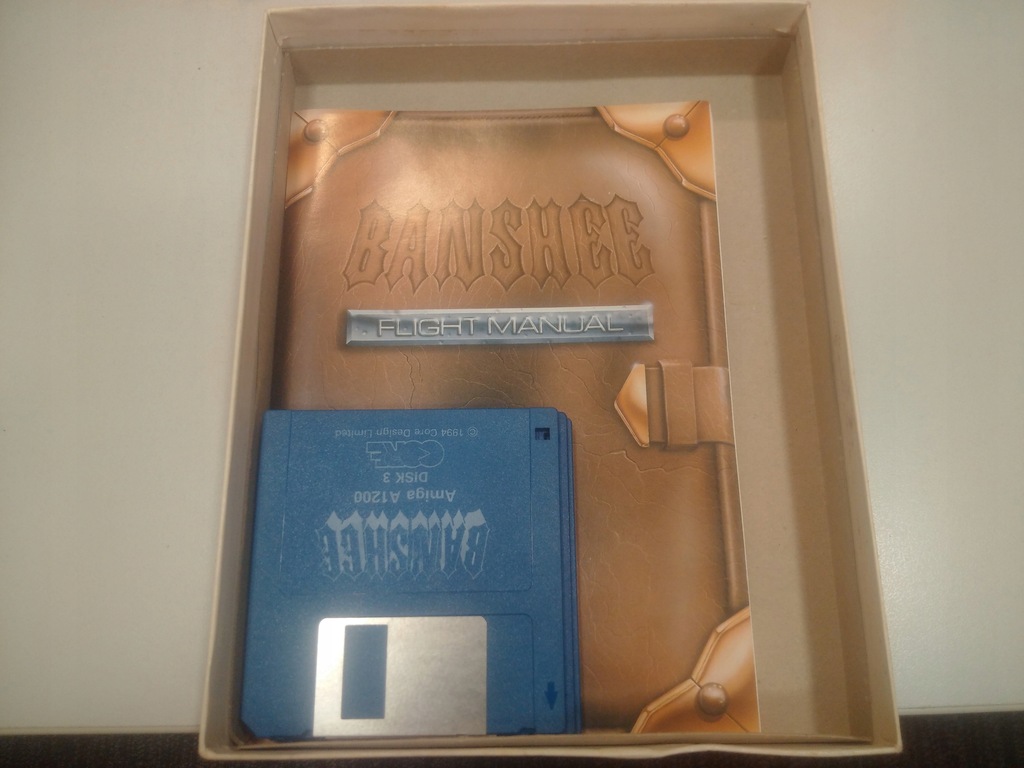 BANSHEE
FLIGHT MANUAL
BANSHEE
Amiga A1200
DISK 3
CORE
© 1994 Core Design Limited